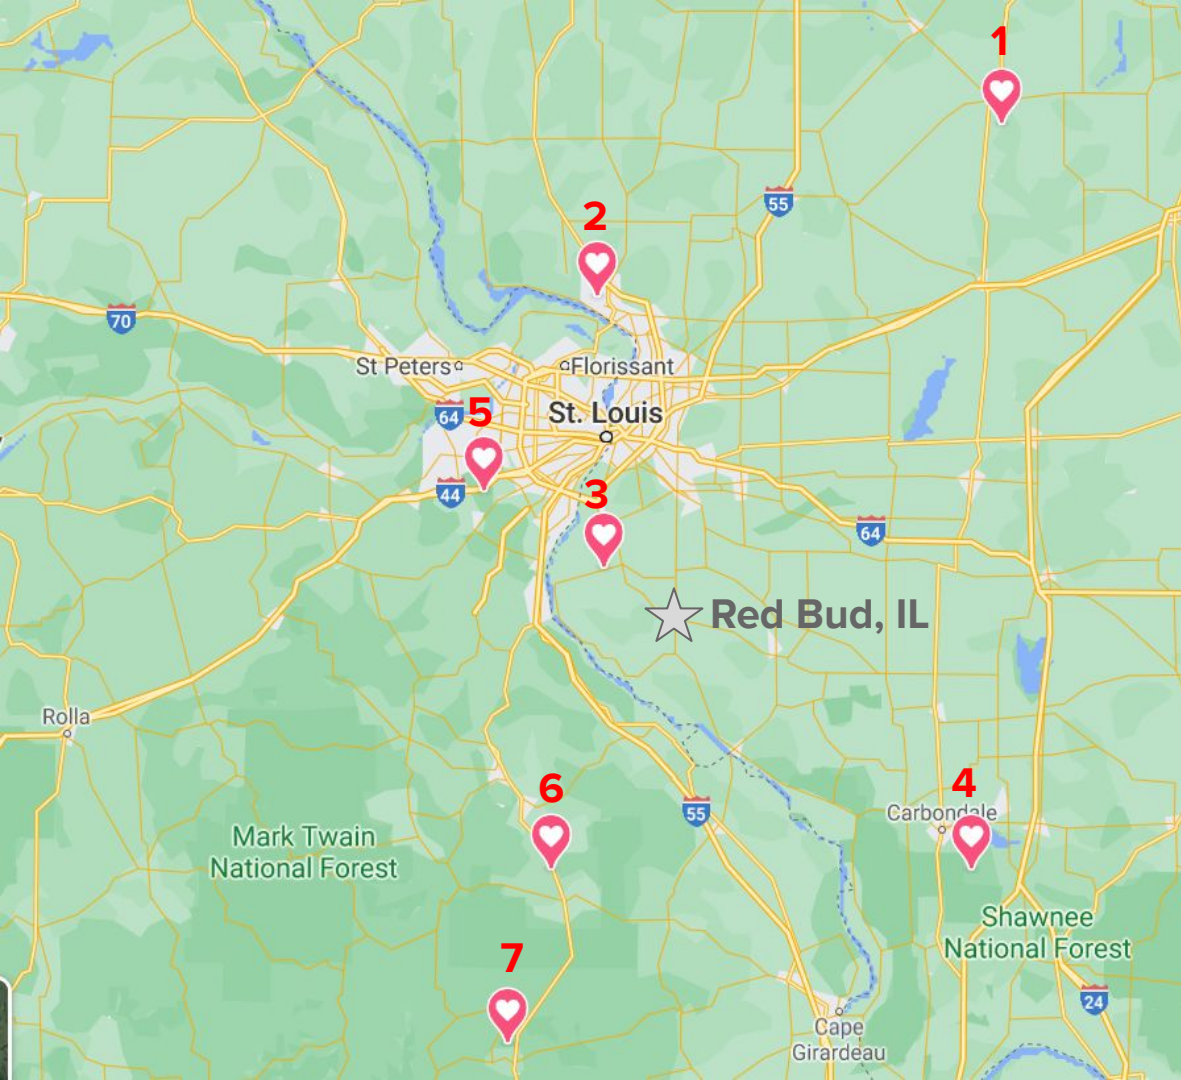 1
55
2
70
St Peters
Florissant
64
5
St. Louis
44
3
64
Red Bud, IL
Rolla
6
4
Carbondale
55
Mark Twain
National Forest
Shawnee
National Forest
7
24
Cape
Girardeau